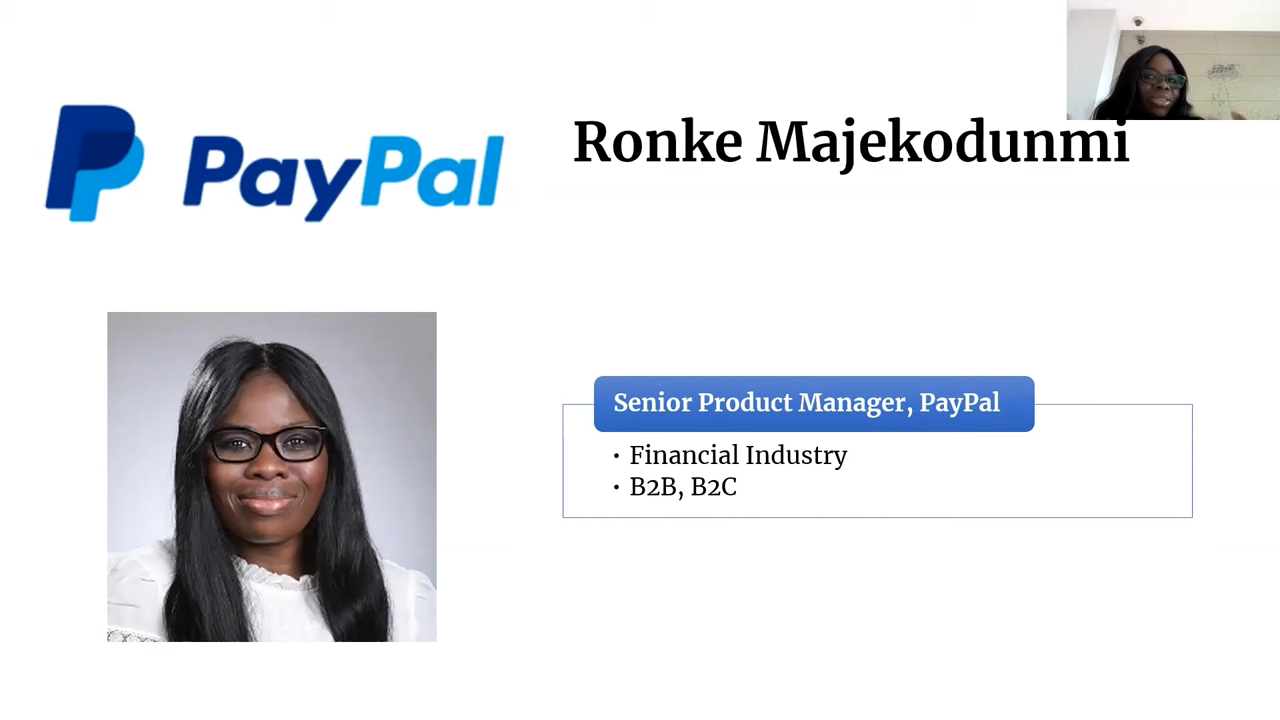 PayPal
Ronke Majekodunmi
Senior Product Manager, PayPal
• Financial Industry
• B2B, B2C